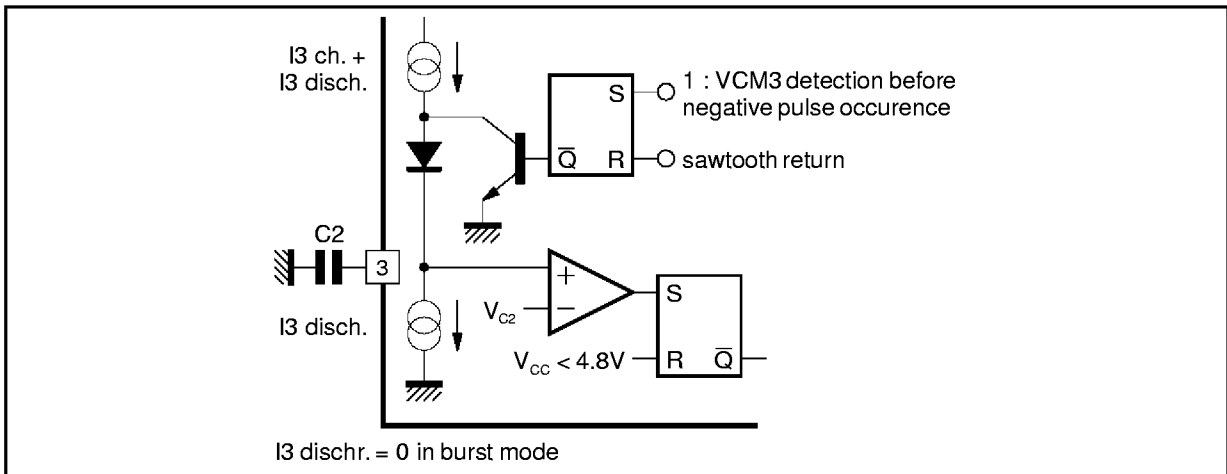 I3 ch. +
I3 disch.
S
1 : VCM3 detection before
negative pulse occurence
Q̅
R
sawtooth return
C2
3
+
I3 disch.
V_C2
−
S
V_CC < 4.8V
R
Q̅
I3 dischr. = 0 in burst mode